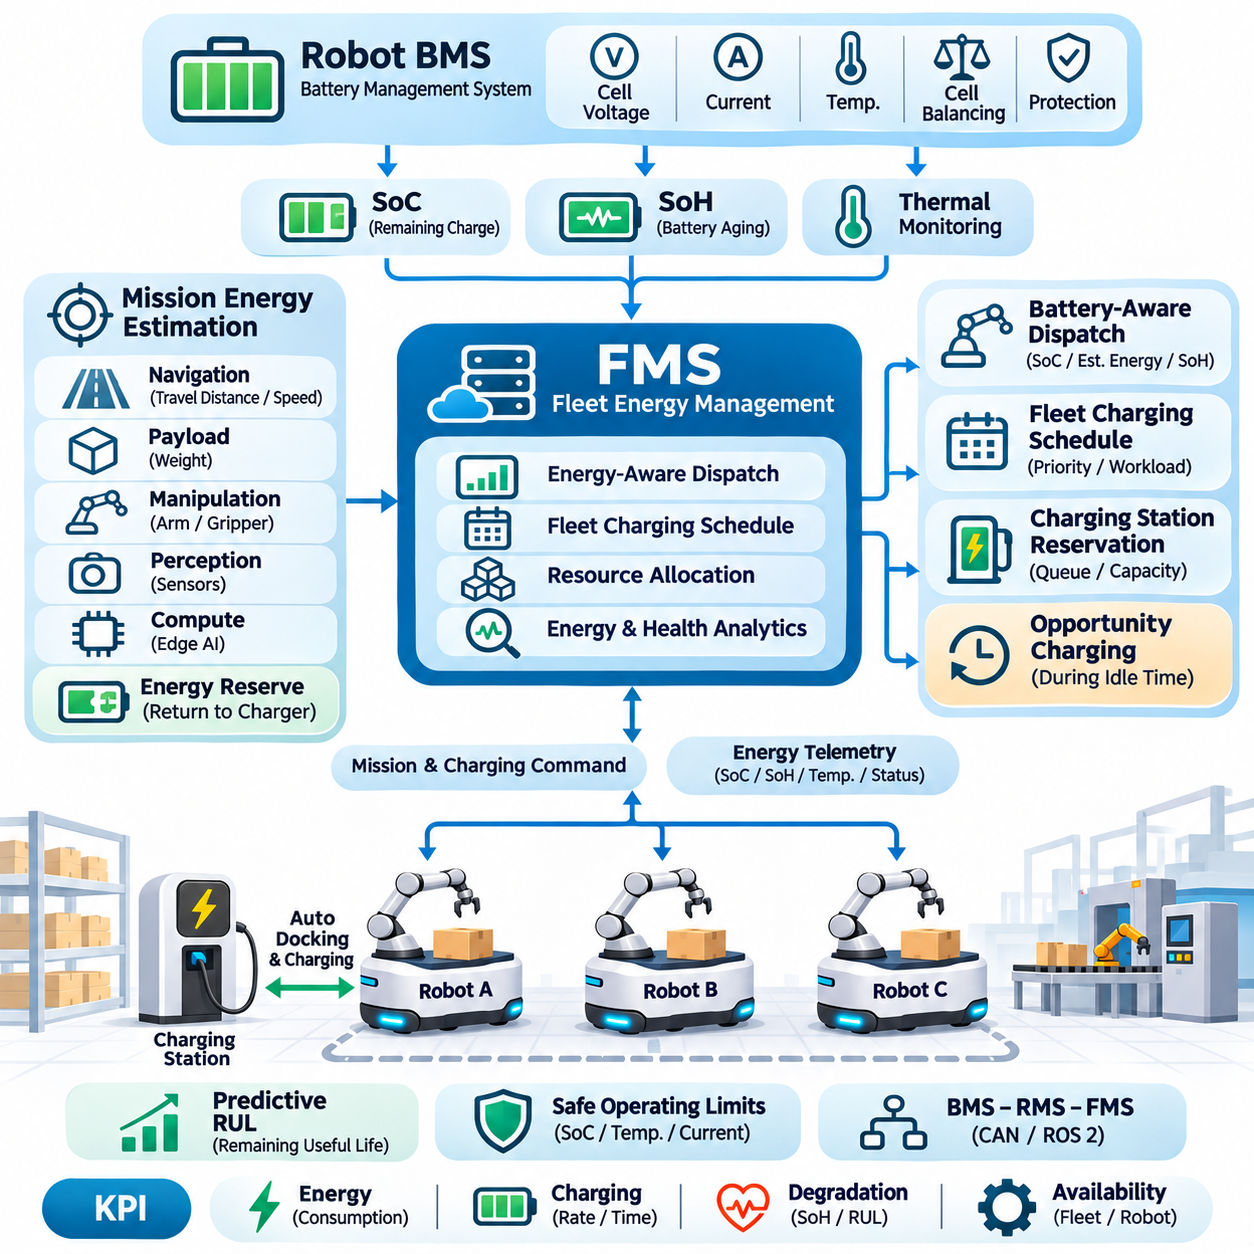 Robot BMS
Battery Management System
V
Cell
Voltage
A
Current
Temp.
Cell
Balancing
Protection
SoC
(Remaining Charge)
SoH
(Battery Aging)
Thermal
Monitoring
Mission Energy
Estimation
Navigation
(Travel Distance / Speed)
Payload
(Weight)
Manipulation
(Arm / Gripper)
Perception
(Sensors)
Compute
(Edge AI)
Energy Reserve
(Return to Charger)
FMS
Fleet Energy Management
Energy-Aware Dispatch
Fleet Charging Schedule
Resource Allocation
Energy & Health Analytics
Battery-Aware
Dispatch
(SoC / Est. Energy / SoH)
Fleet Charging
Schedule
(Priority / Workload)
Charging Station
Reservation
(Queue / Capacity)
Opportunity
Charging
(During Idle Time)
Mission & Charging Command
Energy Telemetry
(SoC / SoH / Temp. / Status)
Auto
Docking
& Charging
Charging
Station
Robot A
Robot B
Robot C
Predictive
RUL
(Remaining Useful Life)
Safe Operating Limits
(SoC / Temp. / Current)
BMS – RMS – FMS
(CAN / ROS 2)
KPI
Energy
(Consumption)
Charging
(Rate / Time)
Degradation
(SoH / RUL)
Availability
(Fleet / Robot)